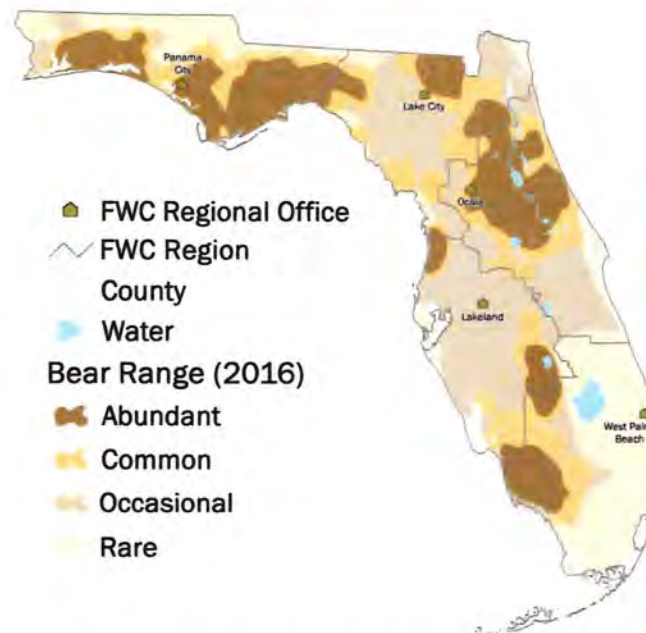 Panama
City
Lake City
Ocala
FWC Regional Office
FWC Region
County
Lakeland
Water
Bear Range (2016)
Abundant
West Palm
Beach
Common
Occasional
Rare